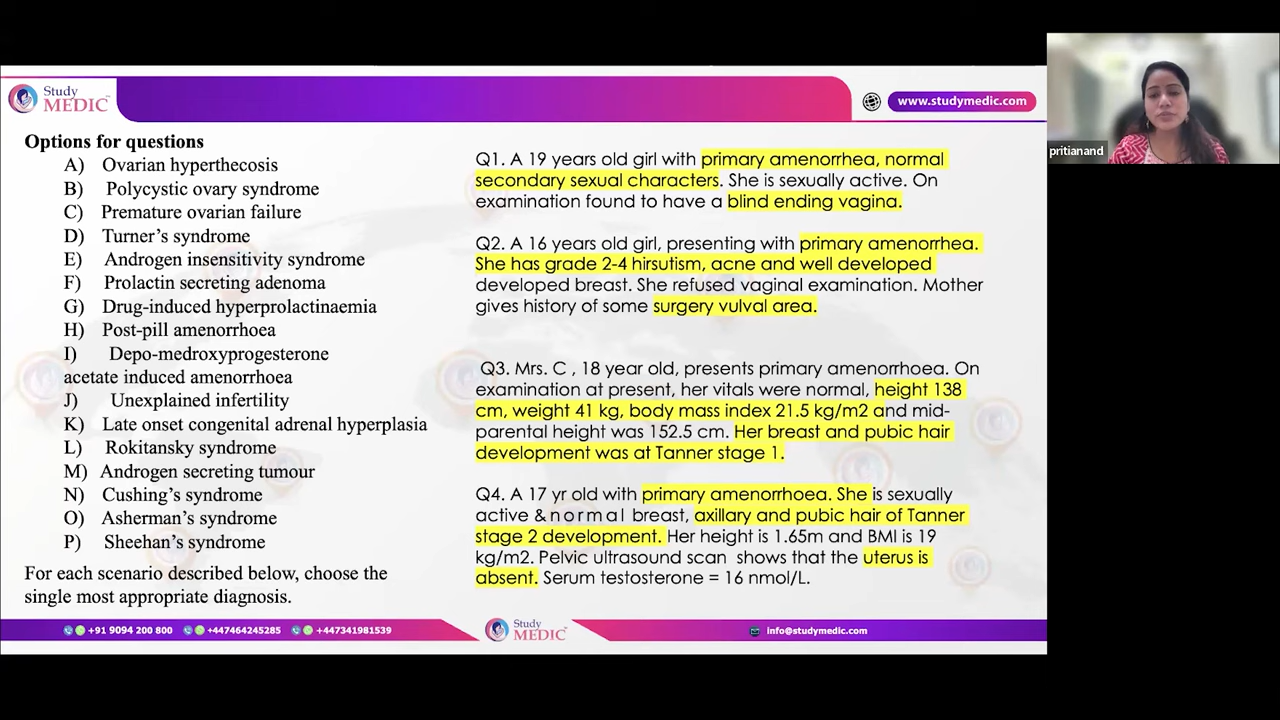 Study
MEDIC
www.studymedic.com
pritianand
Options for questions
A) Ovarian hyperthecosis
B) Polycystic ovary syndrome
C) Premature ovarian failure
D) Turner's syndrome
E) Androgen insensitivity syndrome
F) Prolactin secreting adenoma
G) Drug-induced hyperprolactinaemia
H) Post-pill amenorrhoea
I) Depo-medroxyprogesterone
acetate induced amenorrhoea
J) Unexplained infertility
K) Late onset congenital adrenal hyperplasia
L) Rokitansky syndrome
M) Androgen secreting tumour
N) Cushing's syndrome
O) Asherman's syndrome
P) Sheehan's syndrome
For each scenario described below, choose the
single most appropriate diagnosis.
Q1. A 19 years old girl with primary amenorrhea, normal
secondary sexual characters. She is sexually active. On
examination found to have a blind ending vagina.
Q2. A 16 years old girl, presenting with primary amenorrhea.
She has grade 2-4 hirsutism, acne and well developed
developed breast. She refused vaginal examination. Mother
gives history of some surgery vulval area.
Q3. Mrs. C , 18 year old, presents primary amenorrhoea. On
examination at present, her vitals were normal, height 138
cm, weight 41 kg, body mass index 21.5 kg/m2 and mid-
parental height was 152.5 cm. Her breast and pubic hair
development was at Tanner stage 1.
Q4. A 17 yr old with primary amenorrhoea. She is sexually
active & normal breast, axillary and pubic hair of Tanner
stage 2 development. Her height is 1.65m and BMI is 19
kg/m2. Pelvic ultrasound scan shows that the uterus is
absent. Serum testosterone = 16 nmol/L.
+91 9094 200 800 +447464245285 +447341981539
Study
MEDIC
info@studymedic.com